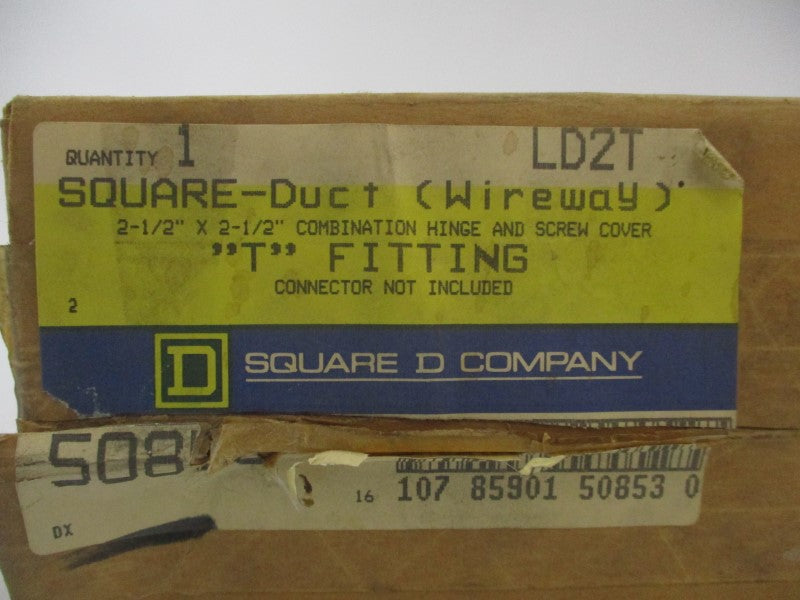 QUANTITY 1 LD2T
SQUARE-Duct (Wireway)
2-1/2" X 2-1/2" COMBINATION HINGE AND SCREW COVER
"T" FITTING
CONNECTOR NOT INCLUDED
2
D SQUARE D COMPANY
16 107 85901 50853 0
DX